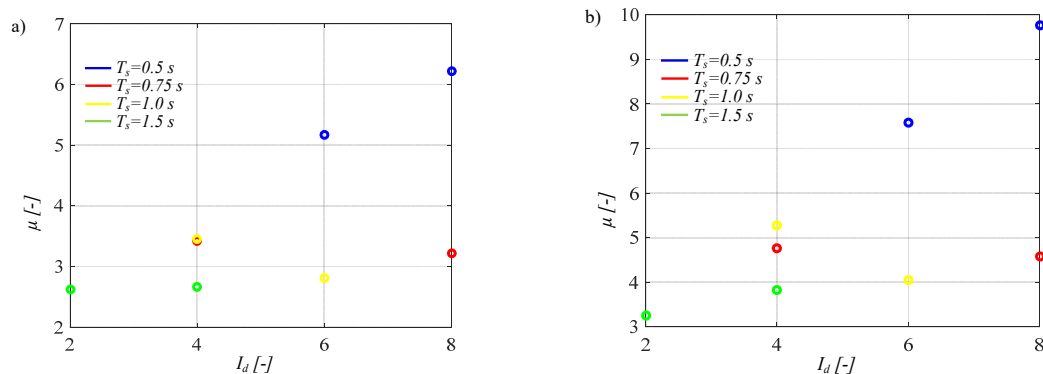 a)
7
6
5
4
3
2
μ [-]
T_s=0.5 s
T_s=0.75 s
T_s=1.0 s
T_s=1.5 s
2 4 6 8
I_d [-]
b)
10
9
8
7
6
5
4
3
μ [-]
T_s=0.5 s
T_s=0.75 s
T_s=1.0 s
T_s=1.5 s
2 4 6 8
I_d [-]